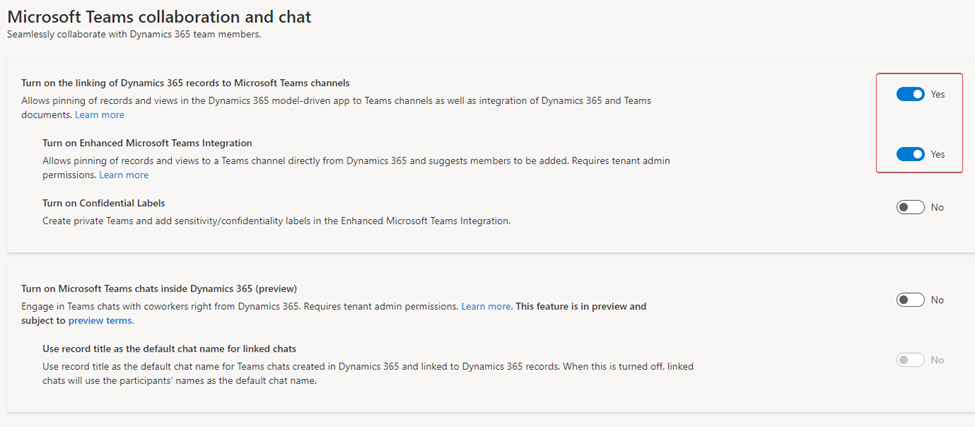 Microsoft Teams collaboration and chat
Seamlessly collaborate with Dynamics 365 team members.
Turn on the linking of Dynamics 365 records to Microsoft Teams channels
Allows pinning of records and views in the Dynamics 365 model-driven app to Teams channels as well as integration of Dynamics 365 and Teams
documents. Learn more
Yes
Turn on Enhanced Microsoft Teams Integration
Allows pinning of records and views to a Teams channel directly from Dynamics 365 and suggests members to be added. Requires tenant admin
permissions. Learn more
Yes
Turn on Confidential Labels
Create private Teams and add sensitivity/confidentiality labels in the Enhanced Microsoft Teams Integration.
No
Turn on Microsoft Teams chats inside Dynamics 365 (preview)
Engage in Teams chats with coworkers right from Dynamics 365. Requires tenant admin permissions. Learn more. This feature is in preview and
subject to preview terms.
No
Use record title as the default chat name for linked chats
Use record title as the default chat name for Teams chats created in Dynamics 365 and linked to Dynamics 365 records. When this is turned off, linked
chats will use the participants' names as the default chat name.
No